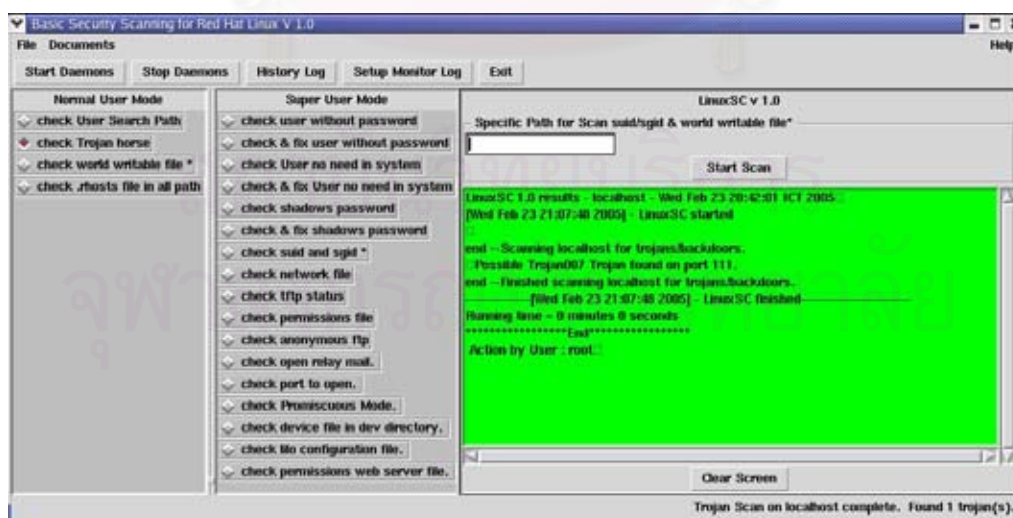 Basic Security Scanning for Red Hat Linux V 1.0
File Documents Help
Start Daemons Stop Daemons History Log Setup Monitor Log Exit
Normal User Mode
check User Search Path
check Trojan horse
check world writable file *
check .rhosts file in all path
Super User Mode
check user without password
check & fix user without password
check User no need in system
check & fix User no need in system
check shadows password
check & fix shadows password
check suid and sgid *
check network file
check tftp status
check permissions file
check anonymous ftp
check open relay mail.
check port to open.
check Promiscuous Mode.
check device file in dev directory.
check lilo configuration file.
check permissions web server file.
LinuxSC v 1.0
Specific Path for Scan suid/sgid & world writable file*
Start Scan
LinuxSC 1.0 results - localhost - Wed Feb 23 20:42:01 ICT 2005
[Wed Feb 23 21:07:48 2005] - LinuxSC started
end --Scanning localhost for trojans/backdoors.
Possible Trojan007 Trojan found on port 111.
end --Finished scanning localhost for trojans/backdoors.
[Wed Feb 23 21:07:48 2005] - LinuxSC finished
Running time - 0 minutes 0 seconds
*****************End*****************
Action by User : root
Clear Screen
Trojan Scan on localhost complete. Found 1 trojan(s).